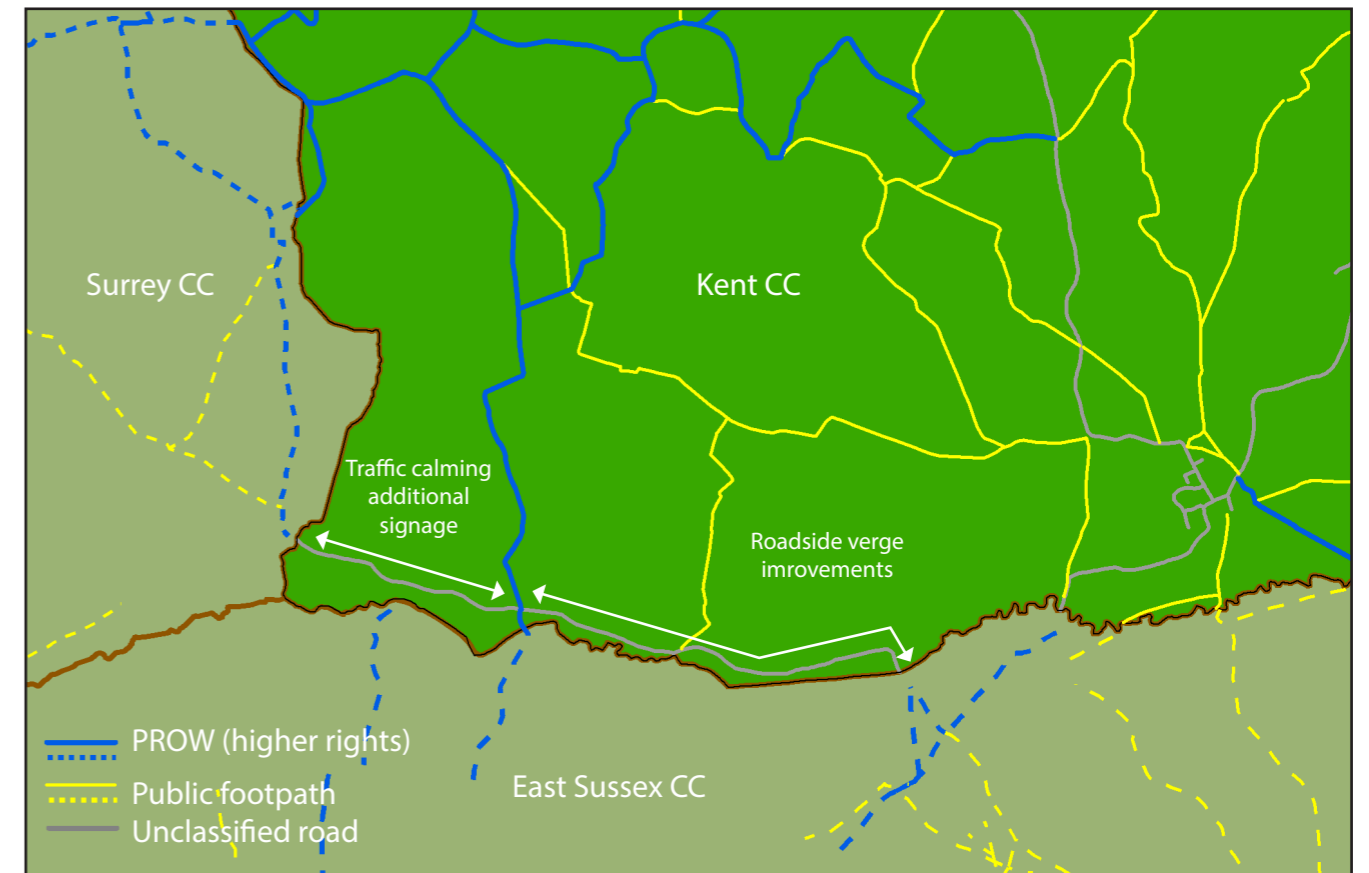 Surrey CC
Kent CC
Traffic calming
additional
signage
Roadside verge
imrovements
PROW (higher rights)
East Sussex CC
Public footpath
Unclassified road